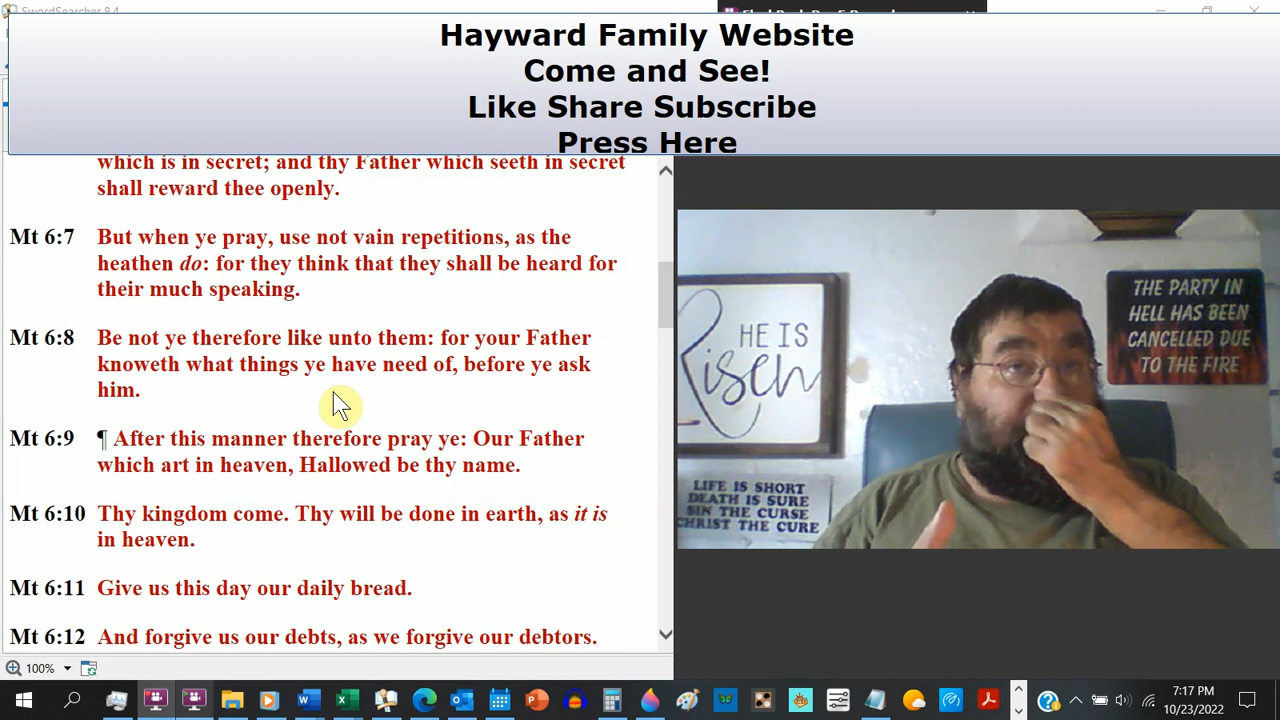 SwordSearcher 8.4
Hayward Family Website
Come and See!
Like Share Subscribe
Press Here
which is in secret; and thy Father which seeth in secret
shall reward thee openly.
Mt 6:7 But when ye pray, use not vain repetitions, as the
heathen do: for they think that they shall be heard for
their much speaking.
Mt 6:8 Be not ye therefore like unto them: for your Father
knoweth what things ye have need of, before ye ask
him.
Mt 6:9 ¶ After this manner therefore pray ye: Our Father
which art in heaven, Hallowed be thy name.
Mt 6:10 Thy kingdom come. Thy will be done in earth, as it is
in heaven.
Mt 6:11 Give us this day our daily bread.
Mt 6:12 And forgive us our debts, as we forgive our debtors.
100%
HE IS
Risen
THE PARTY IN
HELL HAS BEEN
CANCELLED DUE
TO THE FIRE
LIFE IS SHORT
DEATH IS SURE
SIN THE CURSE
CHRIST THE CURE
7:17 PM
10/23/2022